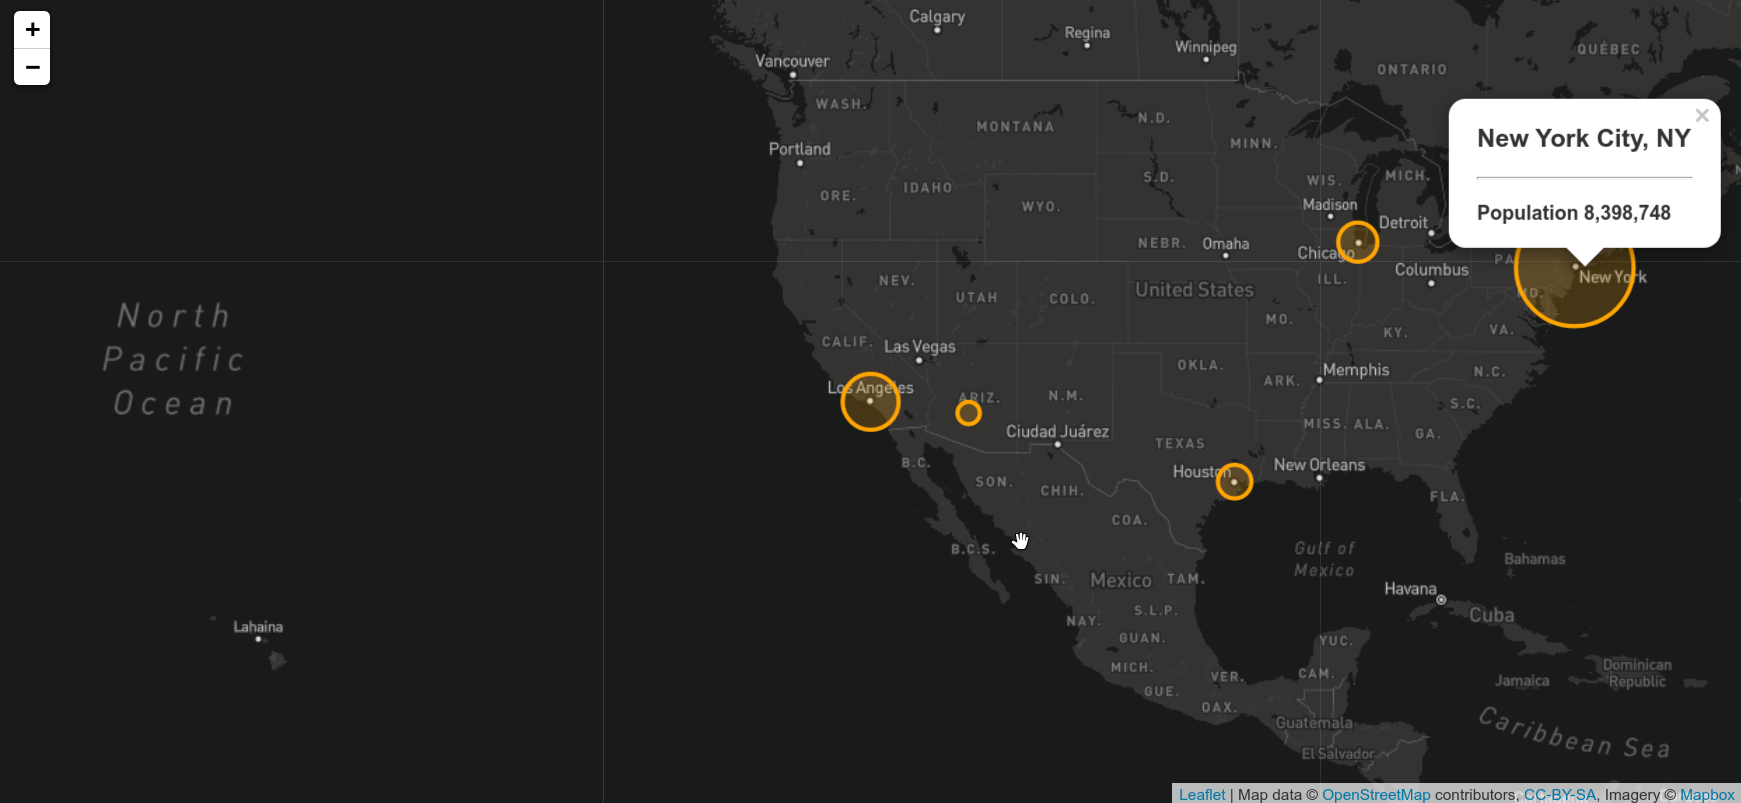 +
−
Calgary
Regina
Winnipeg
Vancouver
QUÉBEC
ONTARIO
WASH.
MONTANA
N.D.
MINN.
×
New York City, NY
Population 8,398,748
Portland
ORE.
IDAHO
WYO.
S.D.
WIS.
MICH.
Madison
Detroit
NEBR.
Omaha
Chicago
PA
Columbus
New York
NEV.
UTAH
COLO.
United States
ILL.
MD.
North
Pacific
Ocean
MO.
KY.
VA.
CALIF.
Las Vegas
OKLA.
ARK.
Memphis
N.C.
Los Angeles
ARIZ.
N.M.
S.C.
Ciudad Juárez
TEXAS
MISS.
ALA.
GA.
B.C.
SON.
CHIH.
Houston
New Orleans
FLA.
COA.
B.C.S.
Gulf of
Mexico
Bahamas
SIN.
Mexico
TAM.
Havana
Cuba
S.L.P.
NAY.
GUAN.
YUC.
Lahaina
MICH.
VER.
CAM.
Jamaica
Dominican
Republic
GUE.
OAX.
Guatemala
El Salvador
Caribbean Sea
Leaflet | Map data © OpenStreetMap contributors, CC-BY-SA, Imagery © Mapbox